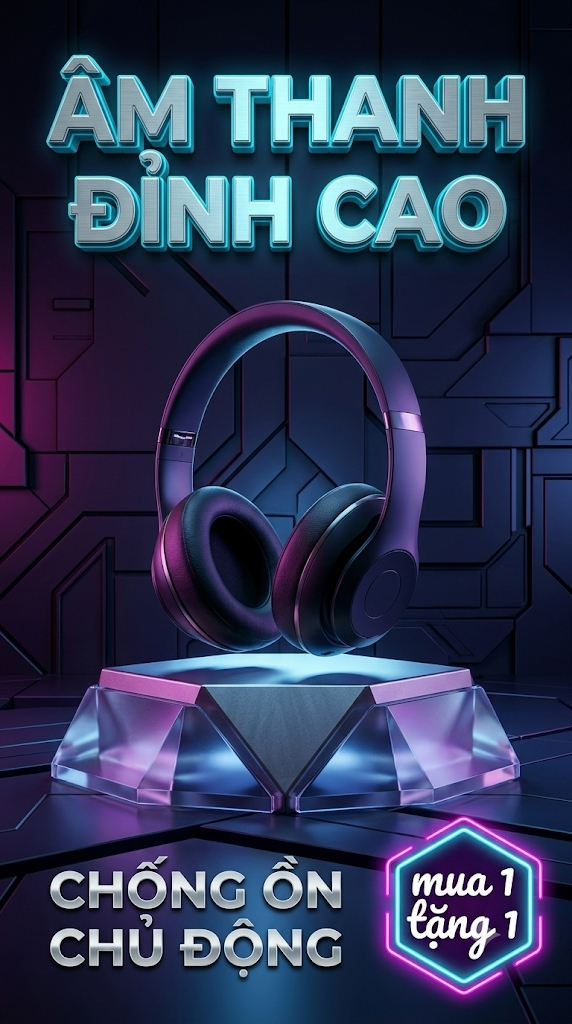 ÂM THANH
ĐỈNH CAO
CHỐNG ỒN
CHỦ ĐỘNG
mua 1
tặng 1